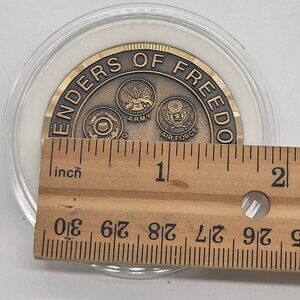 ENDERS OF FREEDO
ARMY
AIR FORCE
inch 1 2
30 29 28 27 26 25